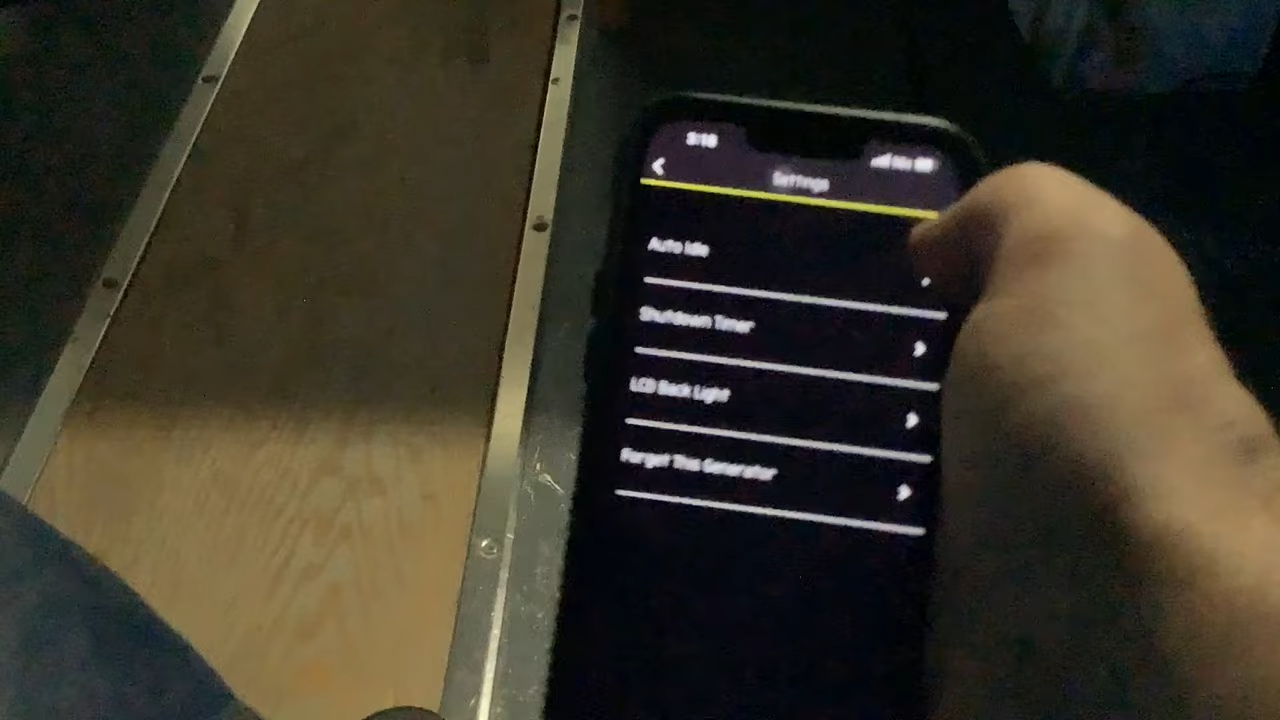 Settings
Auto Idle
Shutdown Timer
LCD Back Light
Forget This Generator